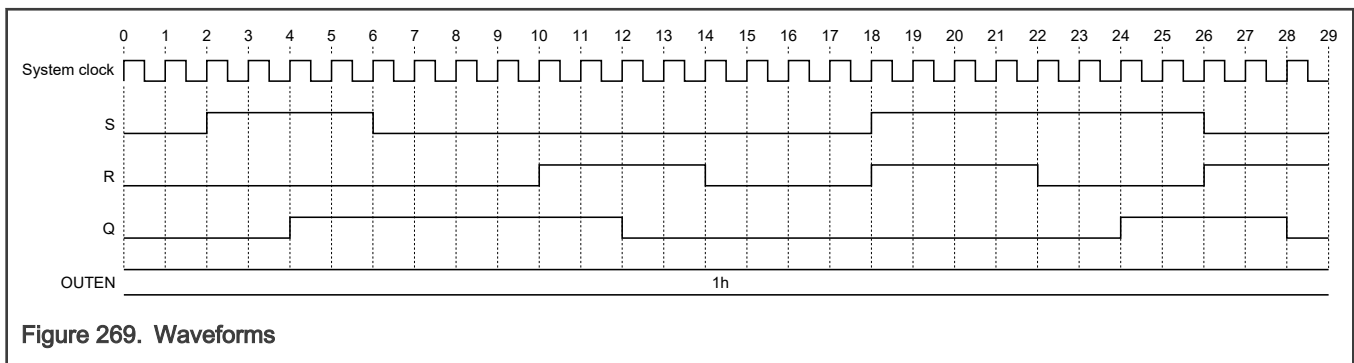 0 1 2 3 4 5 6 7 8 9 10 11 12 13 14 15 16 17 18 19 20 21 22 23 24 25 26 27 28 29
System clock
S
R
Q
OUTEN 1h
Figure 269. Waveforms